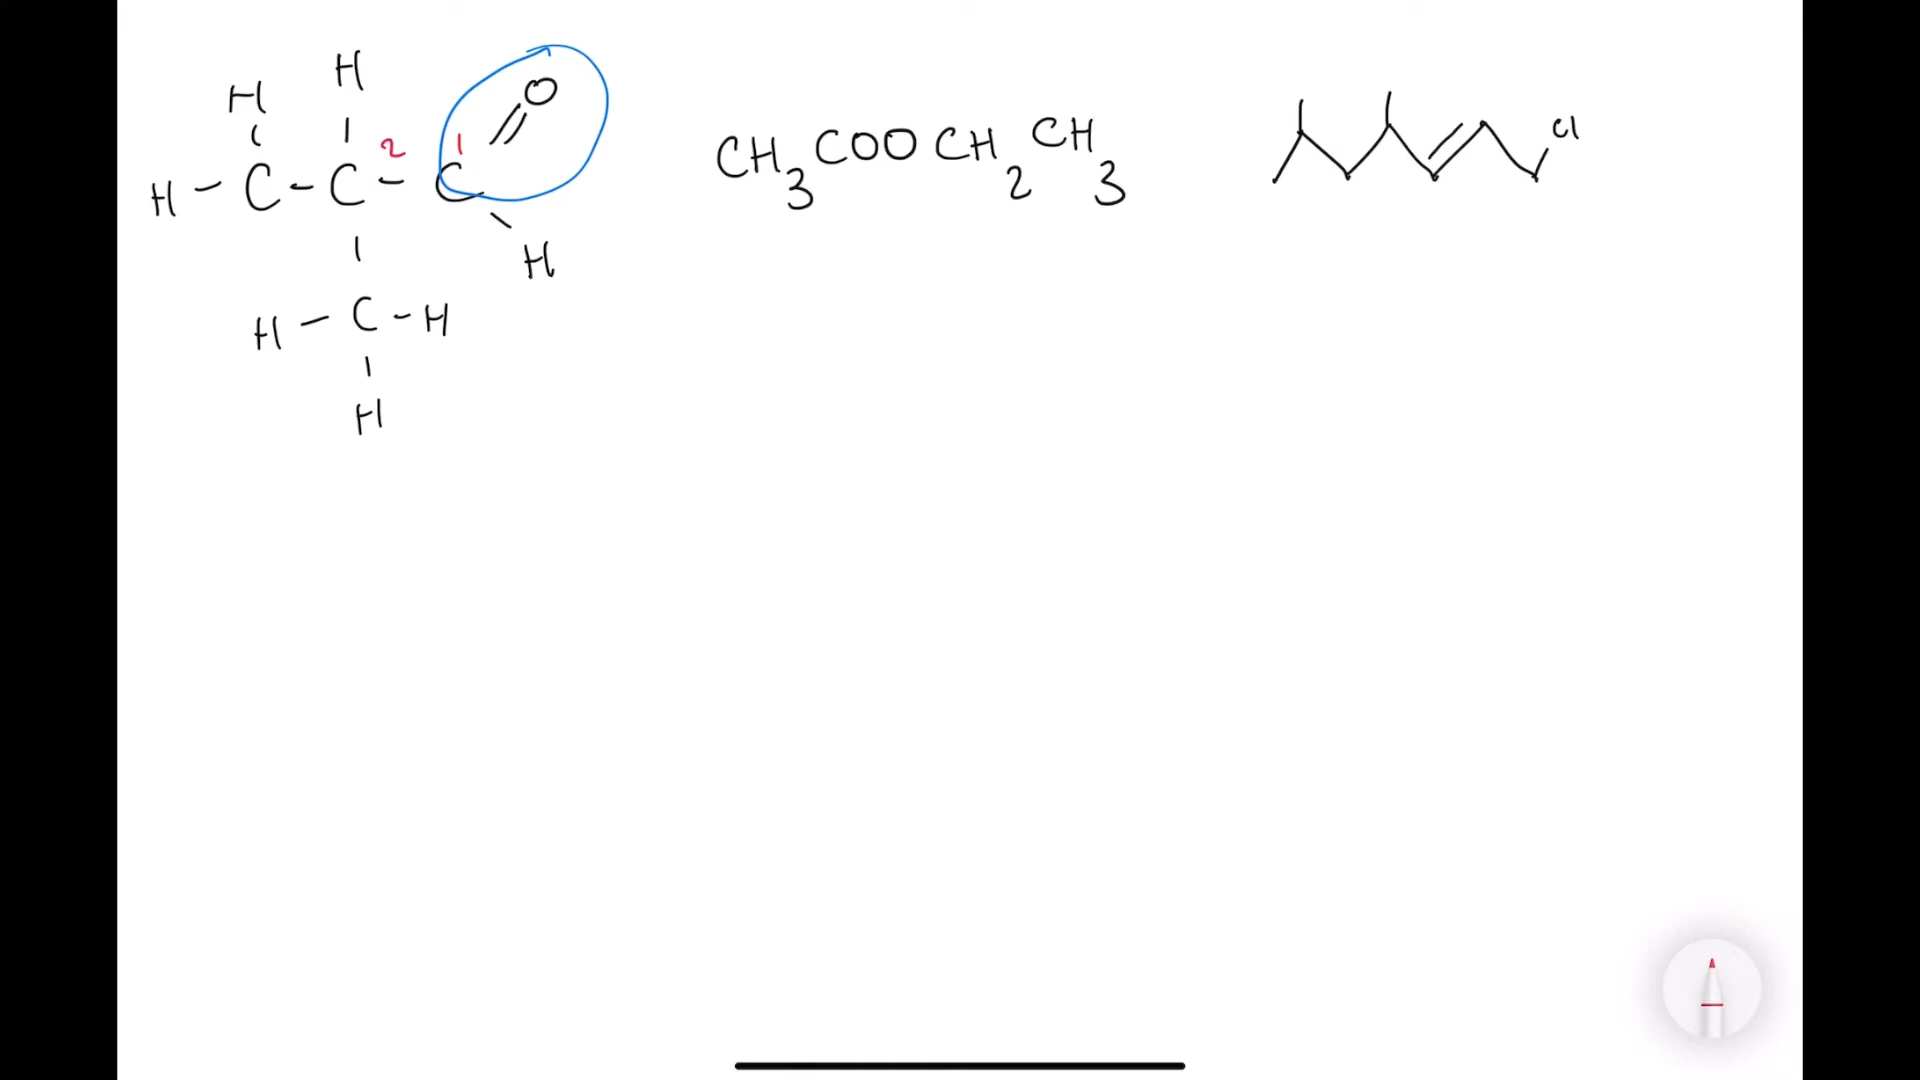 H
H
O
2
1
H - C - C - C
H
H - C - H
H
CH3COOCH2CH3
Cl